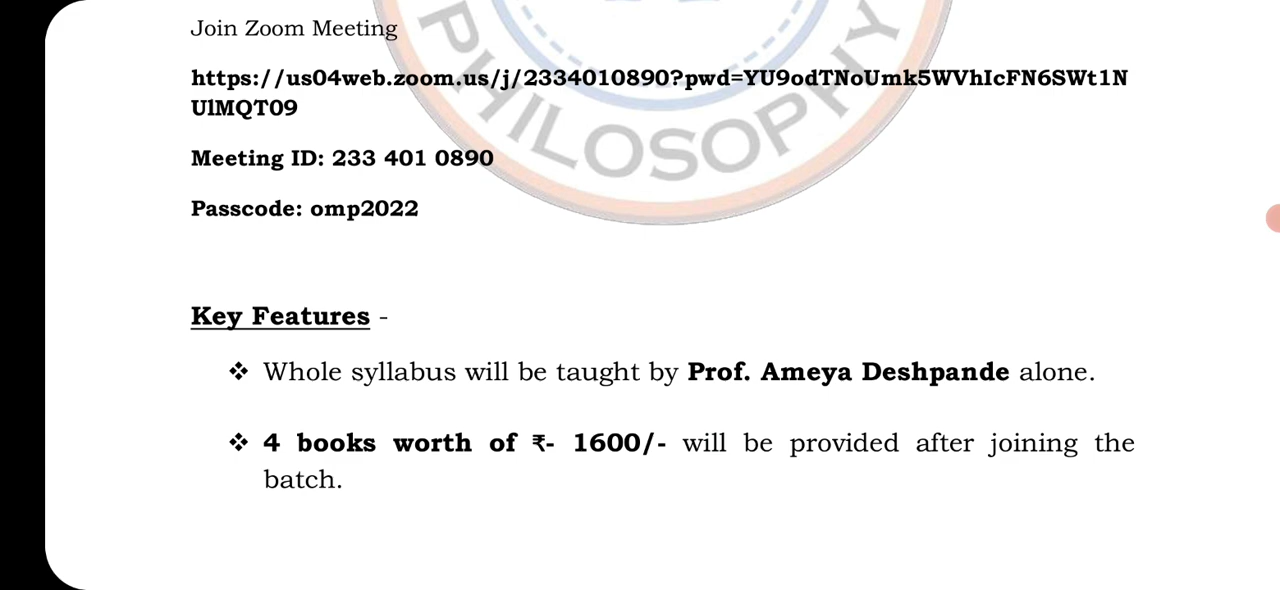 Join Zoom Meeting
https://us04web.zoom.us/j/2334010890?pwd=YU9odTNoUmk5WVhIcFN6SWt1N
UlMQT09
Meeting ID: 233 401 0890
Passcode: omp2022
PHILOSOPHY
Key Features -
❖ Whole syllabus will be taught by Prof. Ameya Deshpande alone.
❖ 4 books worth of ₹- 1600/- will be provided after joining the
batch.